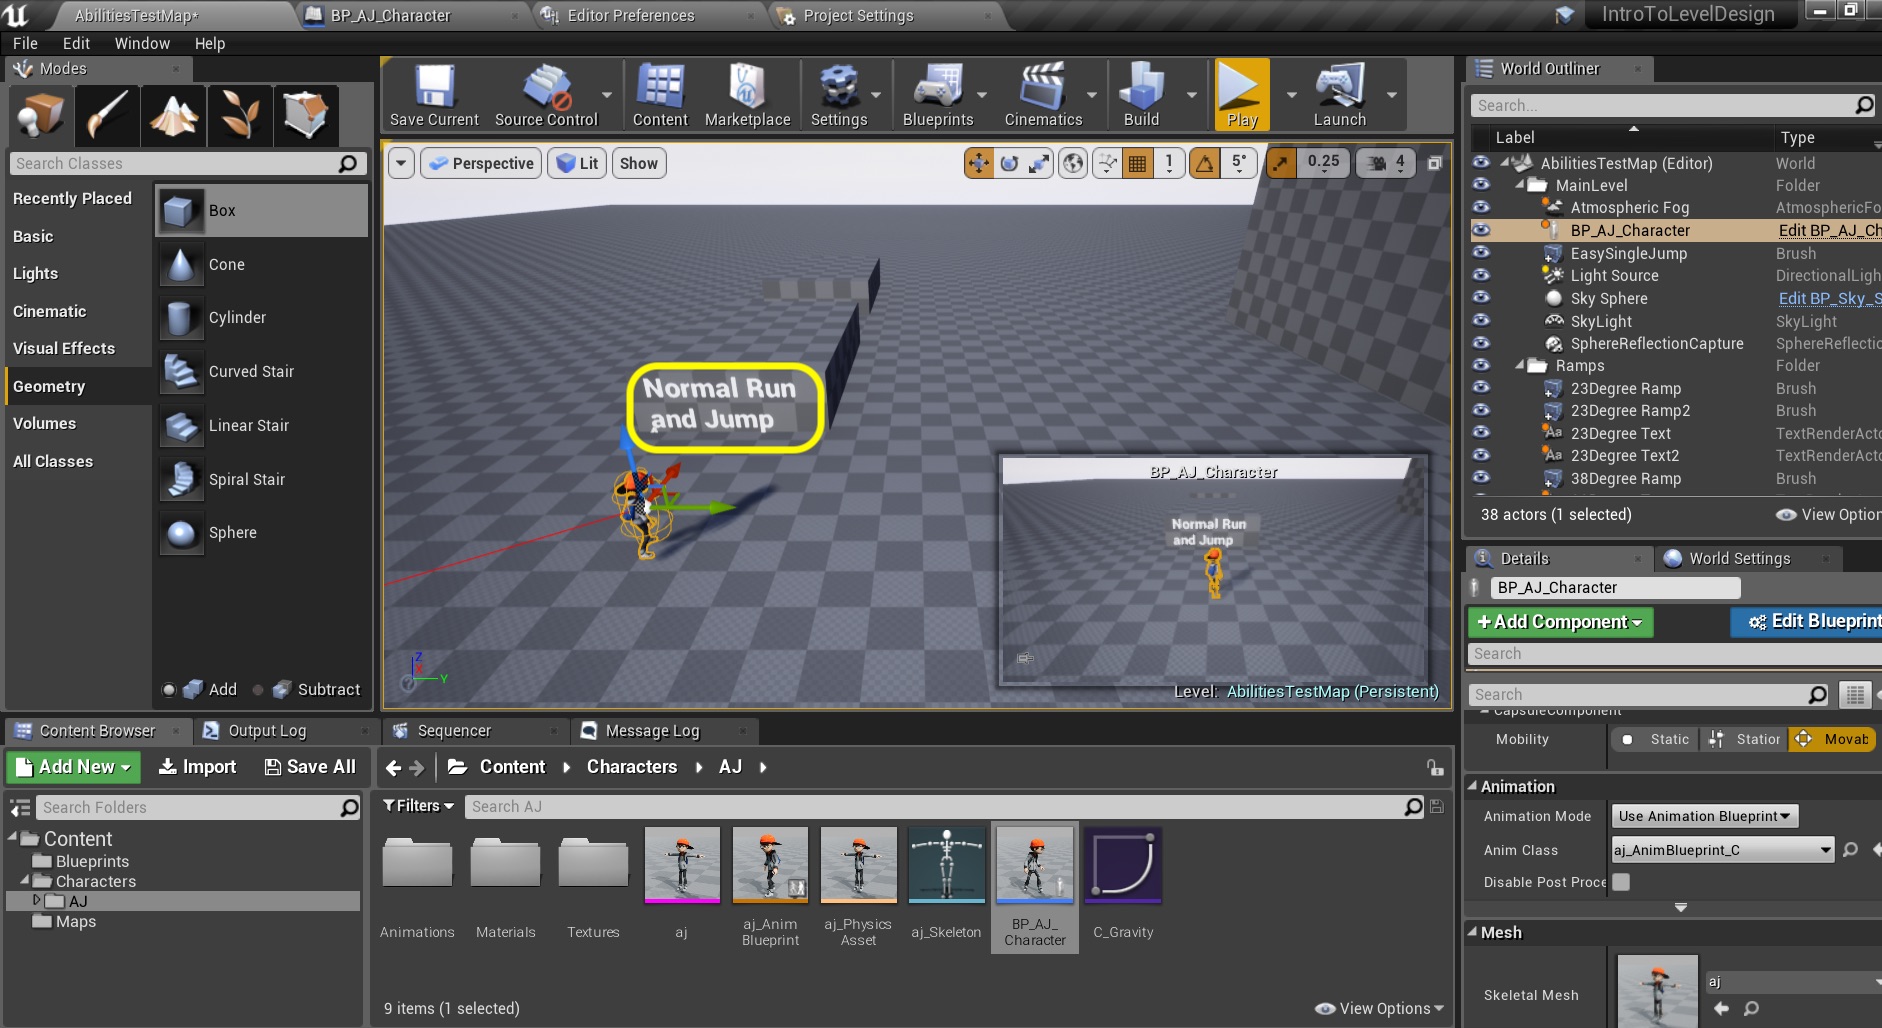 AbilitiesTestMap*
BP_AJ_Character
Editor Preferences
Project Settings
IntroToLevelDesign
File Edit Window Help
Modes
Search Classes
Recently Placed
Basic
Lights
Cinematic
Visual Effects
Geometry
Volumes
All Classes
Box
Cone
Cylinder
Curved Stair
Linear Stair
Spiral Stair
Sphere
Add Subtract
Save Current
Source Control
Content
Marketplace
Settings
Blueprints
Cinematics
Build
Play
Launch
Perspective Lit Show
1 5° 0.25 4
Normal Run
and Jump
BP_AJ_Character
Normal Run
and Jump
Z
X
Y
Level: AbilitiesTestMap (Persistent)
World Outliner
Search...
Label Type
AbilitiesTestMap (Editor) World
MainLevel Folder
Atmospheric Fog AtmosphericFo
BP_AJ_Character Edit BP_AJ_Ch
EasySingleJump Brush
Light Source DirectionalLigh
Sky Sphere Edit BP_Sky_S
SkyLight SkyLight
SphereReflectionCapture SphereReflectic
Ramps Folder
23Degree Ramp Brush
23Degree Ramp2 Brush
Aa 23Degree Text TextRenderActo
Aa 23Degree Text2 TextRenderActo
38Degree Ramp Brush
38 actors (1 selected) View Option
Details World Settings
BP_AJ_Character
+Add Component Edit Blueprint
Search
Search
CapsuleComponent
Mobility Static Station Movab
Animation
Animation Mode Use Animation Blueprint
Anim Class aj_AnimBlueprint_C
Disable Post Proce
Mesh
Skeletal Mesh aj
Content Browser Output Log Sequencer Message Log
Add New Import Save All
Content Characters AJ
Search Folders
Filters Search AJ
Content
Blueprints
Characters
AJ
Maps
Animations
Materials
Textures
aj
aj_Anim
Blueprint
aj_Physics
Asset
aj_Skeleton
BP_AJ_
Character
C_Gravity
9 items (1 selected) View Options